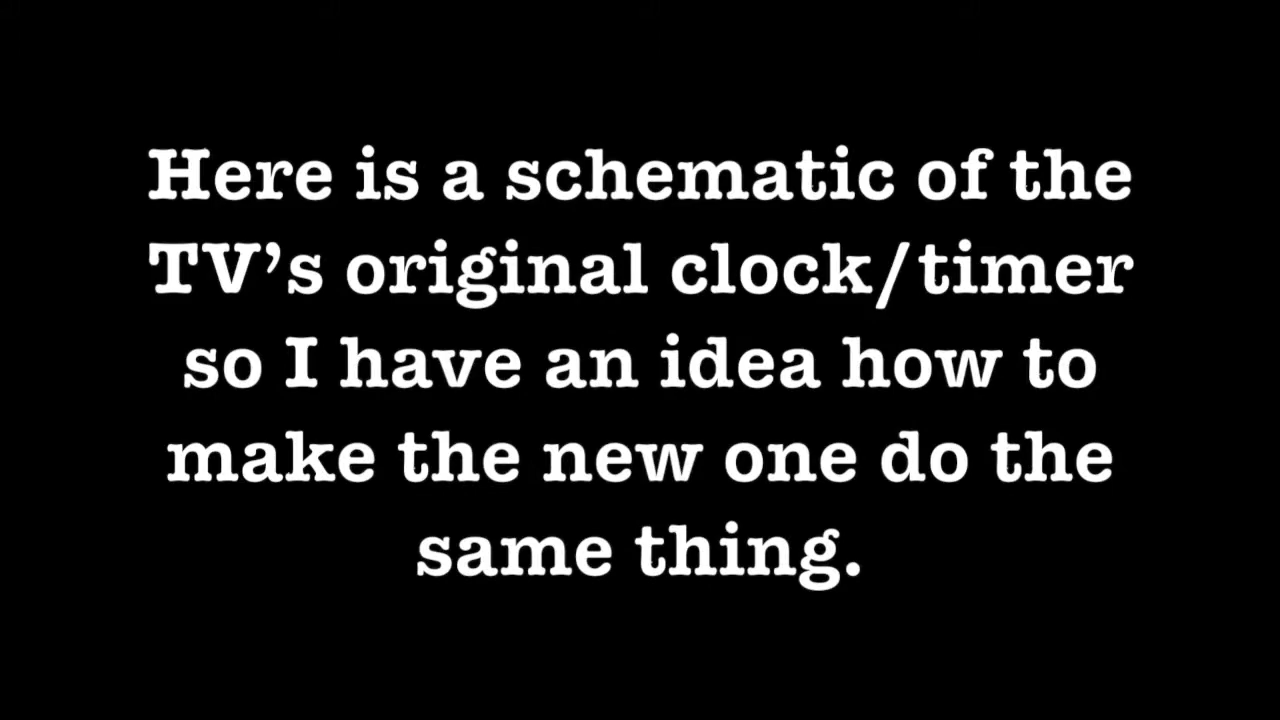 Here is a schematic of the
TV’s original clock/timer
so I have an idea how to
make the new one do the
same thing.